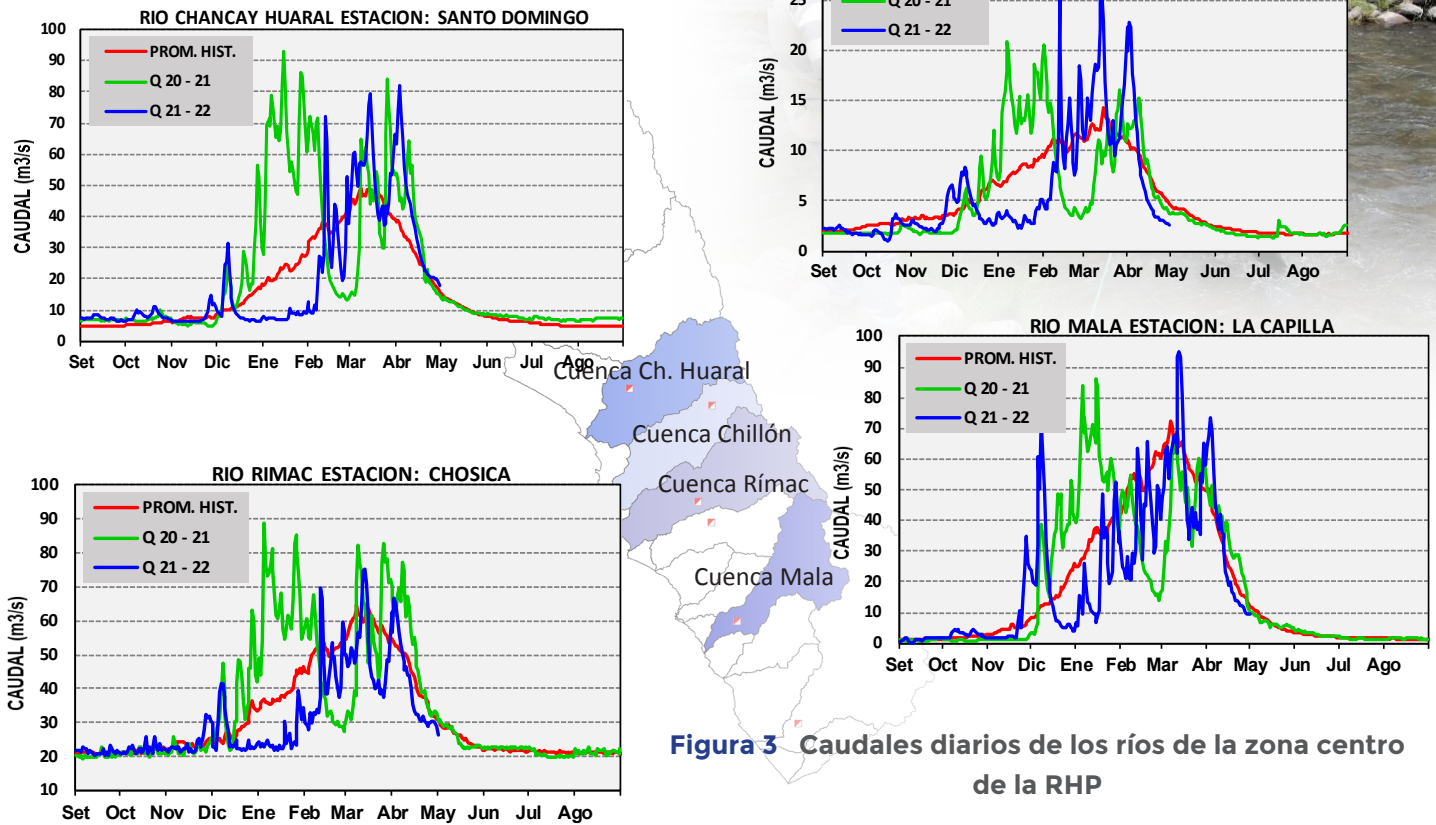 RIO CHANCAY HUARAL ESTACION: SANTO DOMINGO
CAUDAL (m3/s)
100
90
80
70
60
50
40
30
20
10
0
PROM. HIST.
Q 20 - 21
Q 21 - 22
Set Oct Nov Dic Ene Feb Mar Abr May Jun Jul Ago
CAUDAL (m3/s)
25
20
15
10
5
0
Q 20 - 21
Q 21 - 22
Set Oct Nov Dic Ene Feb Mar Abr May Jun Jul Ago
Cuenca Ch. Huaral
Cuenca Chillón
Cuenca Rímac
Cuenca Mala
RIO MALA ESTACION: LA CAPILLA
CAUDAL (m3/s)
100
90
80
70
60
50
40
30
20
10
0
PROM. HIST.
Q 20 - 21
Q 21 - 22
Set Oct Nov Dic Ene Feb Mar Abr May Jun Jul Ago
RIO RIMAC ESTACION: CHOSICA
CAUDAL (m3/s)
100
90
80
70
60
50
40
30
20
10
PROM. HIST.
Q 20 - 21
Q 21 - 22
Set Oct Nov Dic Ene Feb Mar Abr May Jun Jul Ago
Figura 3 Caudales diarios de los ríos de la zona centro
de la RHP